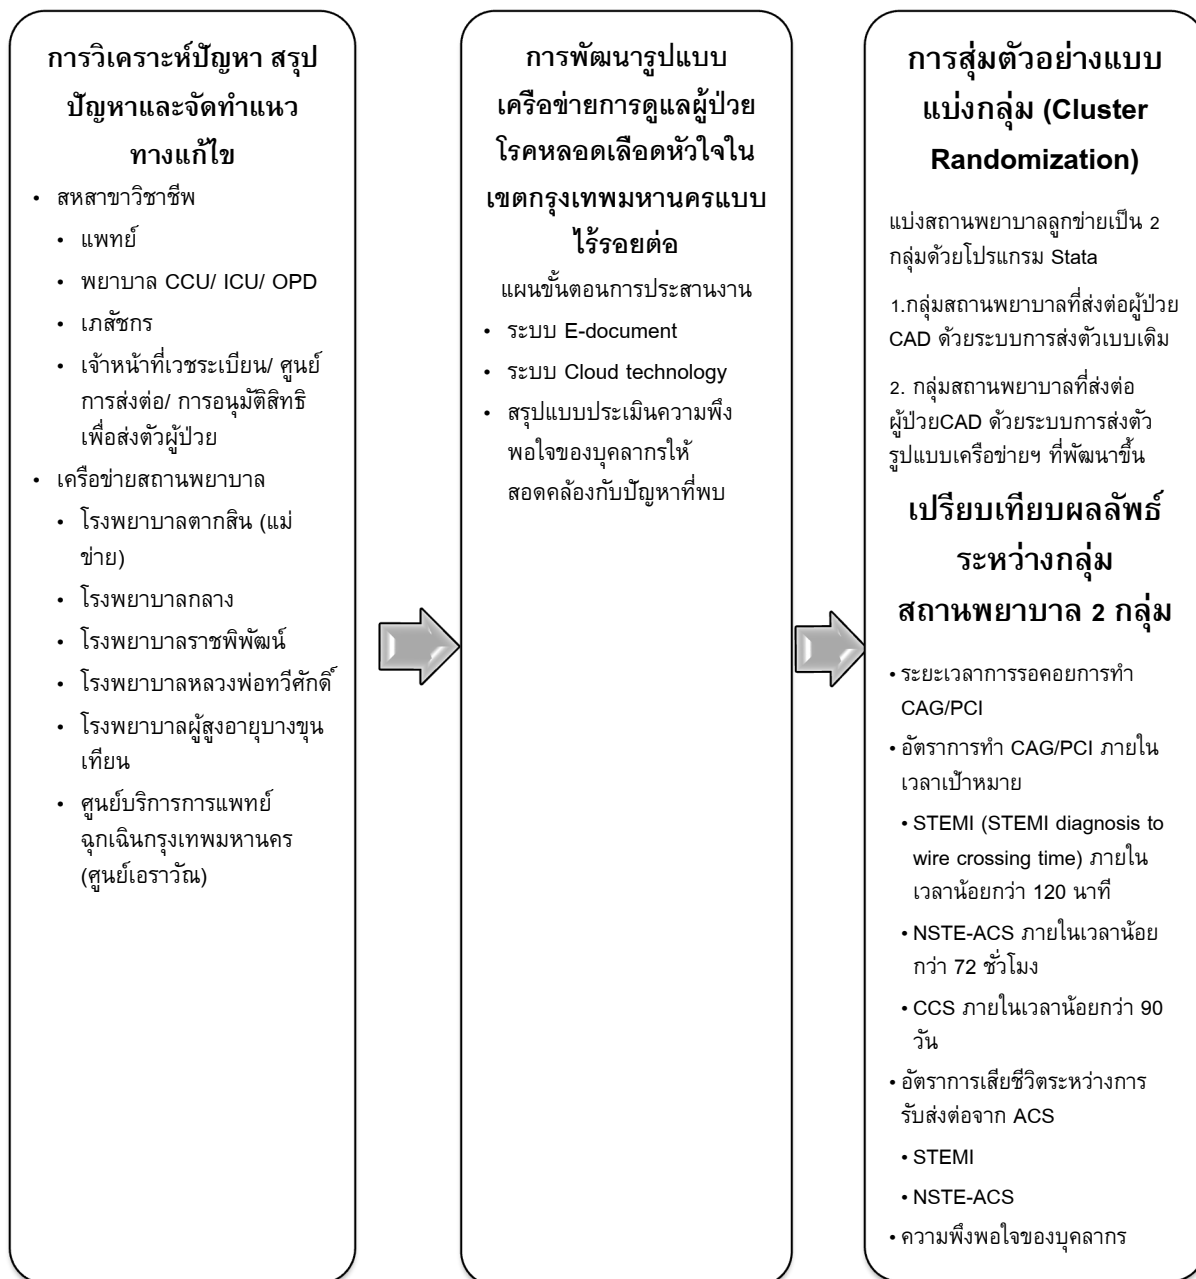 การวิเคราะห์ปัญหา สรุป
ปัญหาและจัดทำแนว
ทางแก้ไข
• สหสาขาวิชาชีพ
• แพทย์
• พยาบาล CCU/ ICU/ OPD
• เภสัชกร
• เจ้าหน้าที่เวชระเบียน/ ศูนย์
การส่งต่อ/ การอนุมัติสิทธิ
เพื่อส่งตัวผู้ป่วย
• เครือข่ายสถานพยาบาล
• โรงพยาบาลตากสิน (แม่
ข่าย)
• โรงพยาบาลกลาง
• โรงพยาบาลราชพิพัฒน์
• โรงพยาบาลหลวงพ่อทวีศักดิ์
• โรงพยาบาลผู้สูงอายุบางขุน
เทียน
• ศูนย์บริการการแพทย์
ฉุกเฉินกรุงเทพมหานคร
(ศูนย์เอราวัณ)
การพัฒนารูปแบบ
เครือข่ายการดูแลผู้ป่วย
โรคหลอดเลือดหัวใจใน
เขตกรุงเทพมหานครแบบ
ไร้รอยต่อ
แผนขั้นตอนการประสานงาน
• ระบบ E-document
• ระบบ Cloud technology
• สรุปแบบประเมินความพึง
พอใจของบุคลากรให้
สอดคล้องกับปัญหาที่พบ
การสุ่มตัวอย่างแบบ
แบ่งกลุ่ม (Cluster
Randomization)
แบ่งสถานพยาบาลลูกข่ายเป็น 2
กลุ่มด้วยโปรแกรม Stata
1.กลุ่มสถานพยาบาลที่ส่งต่อผู้ป่วย
CAD ด้วยระบบการส่งตัวเบบเดิม
2. กลุ่มสถานพยาบาลที่ส่งต่อ
ผู้ป่วยCAD ด้วยระบบการส่งตัว
รูปแบบเครือข่ายฯ ที่พัฒนาขึ้น
เปรียบเทียบผลลัพธ์
ระหว่างกลุ่ม
สถานพยาบาล 2 กลุ่ม
• ระยะเวลาการรอคอยการทำ
CAG/PCI
• อัตราการทำ CAG/PCI ภายใน
เวลาเป้าหมาย
• STEMI (STEMI diagnosis to
wire crossing time) ภายใน
เวลาน้อยกว่า 120 นาที
• NSTE-ACS ภายในเวลาน้อย
กว่า 72 ชั่วโมง
• CCS ภายในเวลาน้อยกว่า 90
วัน
• อัตราการเสียชีวิตระหว่างการ
รับส่งต่อจาก ACS
• STEMI
• NSTE-ACS
• ความพึงพอใจของบุคลากร